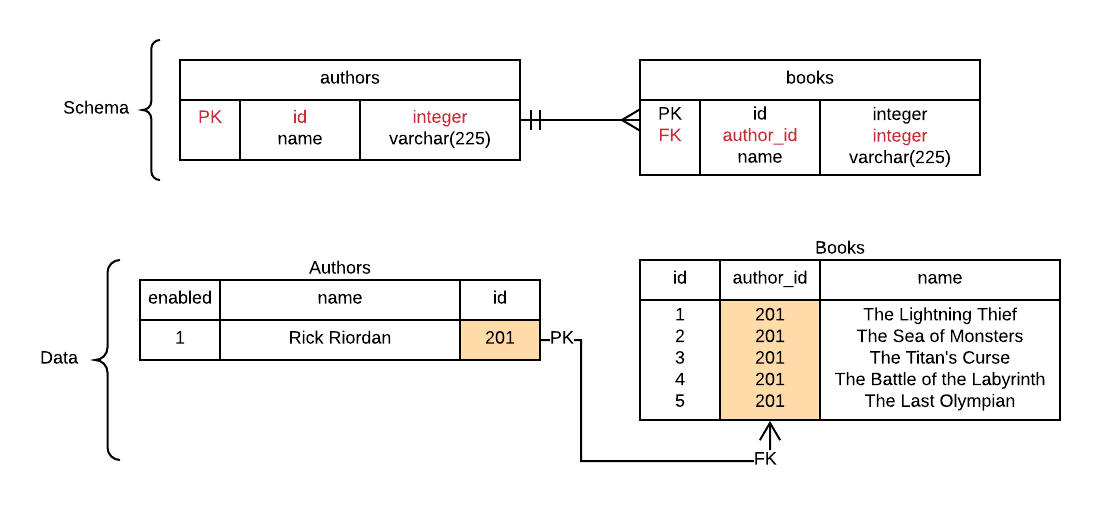 Schema
authors
PK id integer
name varchar(225)
books
PK id integer
FK author_id integer
name varchar(225)
Data
Authors
enabled name id
1 Rick Riordan 201
PK
Books
id author_id name
1 201 The Lightning Thief
2 201 The Sea of Monsters
3 201 The Titan's Curse
4 201 The Battle of the Labyrinth
5 201 The Last Olympian
FK